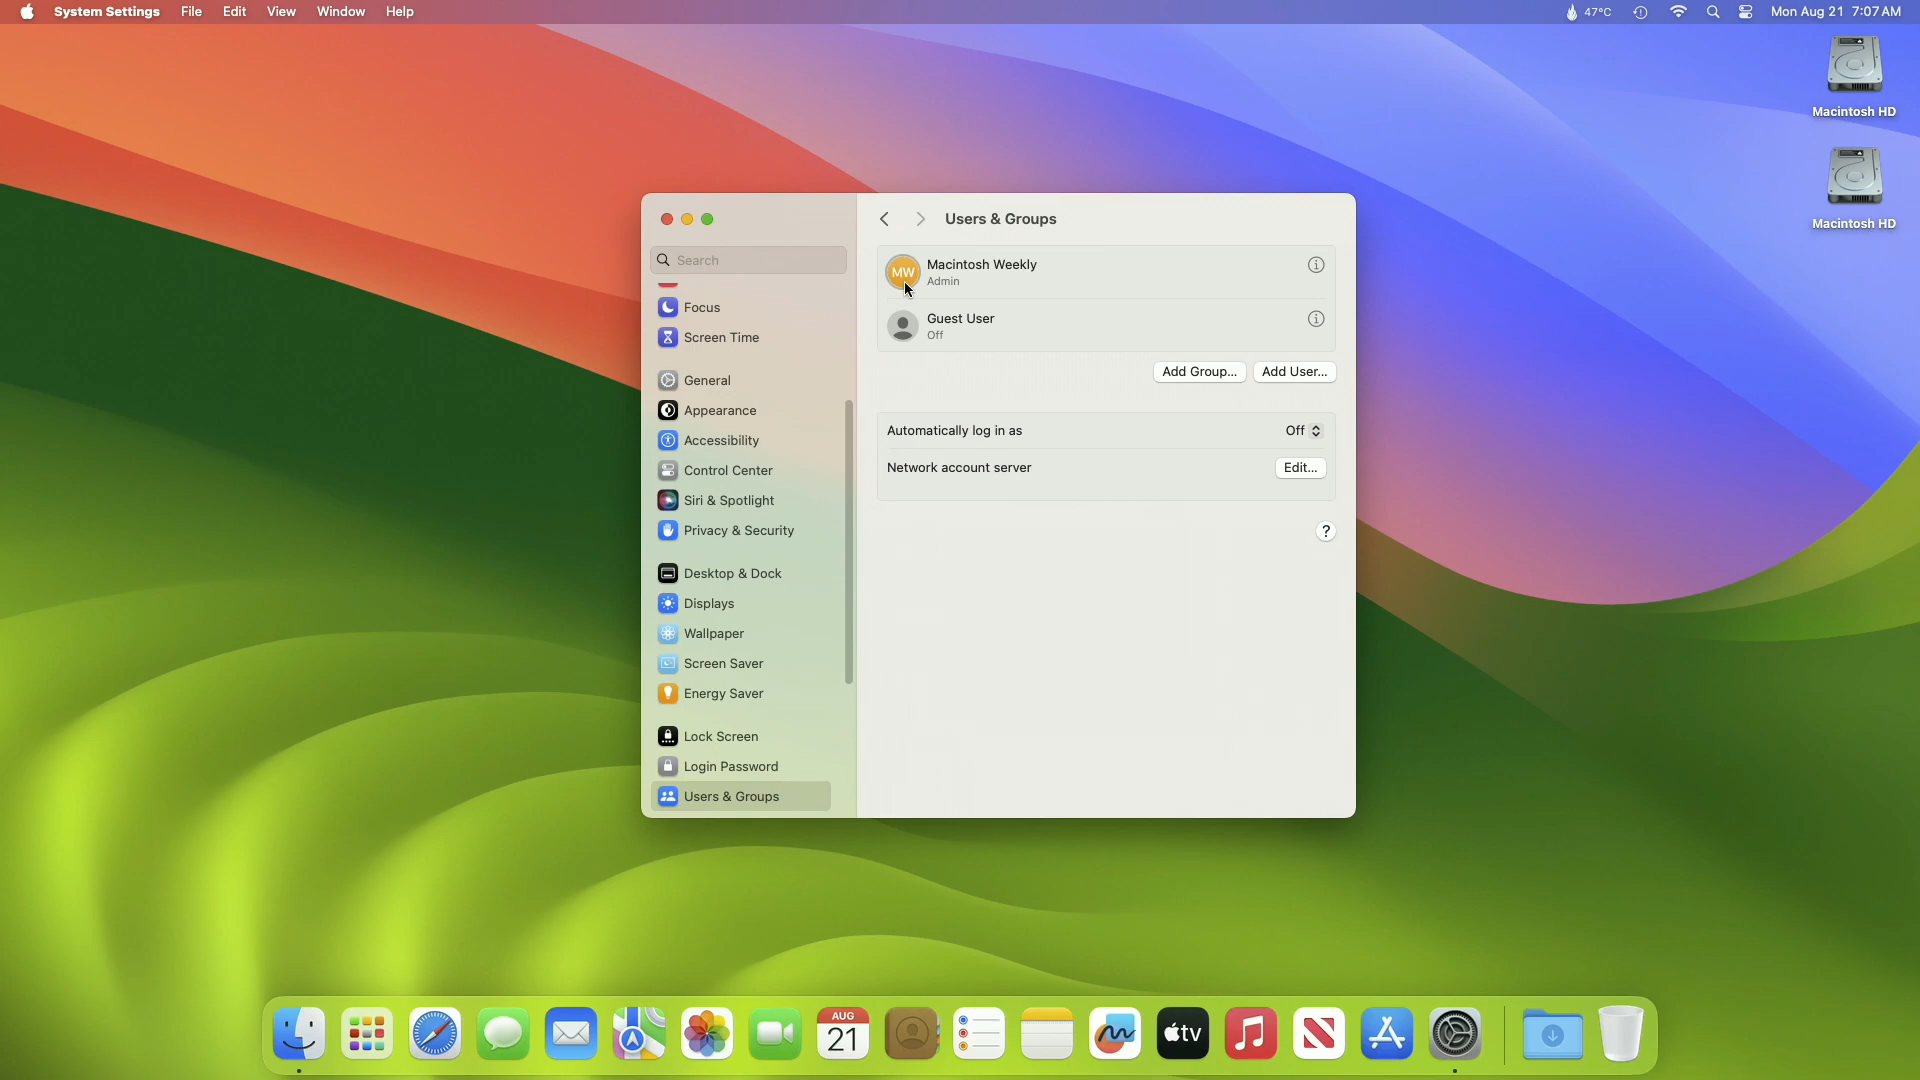 System Settings File Edit View Window Help 47°C Mon Aug 21 7:07 AM
Macintosh HD
Macintosh HD
Users & Groups
Search
Focus
Screen Time
General
Appearance
Accessibility
Control Center
Siri & Spotlight
Privacy & Security
Desktop & Dock
Displays
Wallpaper
Screen Saver
Energy Saver
Lock Screen
Login Password
Users & Groups
MW Macintosh Weekly
Admin
Guest User
Off
Add Group... Add User...
Automatically log in as Off
Network account server Edit...
?
AUG
21
tv